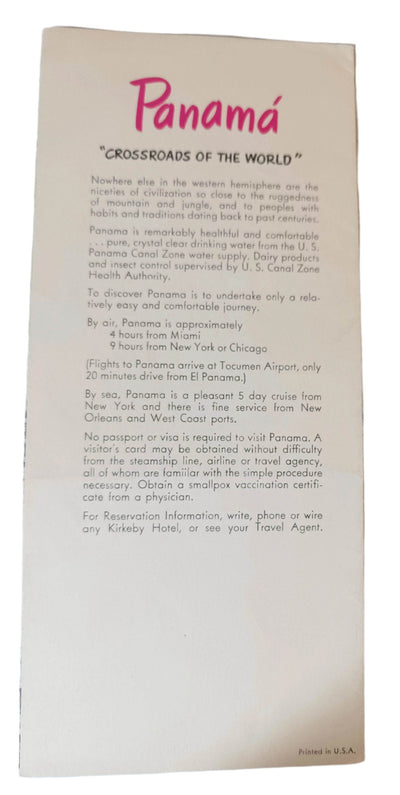 Panamá
"CROSSROADS OF THE WORLD"
Nowhere else in the western hemisphere are the
niceties of civilization so close to the ruggedness
of mountain and jungle, and to peoples with
habits and traditions dating back to past centuries.
Panama is remarkably healthful and comfortable
. . . pure, crystal clear drinking water from the U. S.
Panama Canal Zone water supply. Dairy products
and insect control supervised by U. S. Canal Zone
Health Authority.
To discover Panama is to undertake only a rela-
tively easy and comfortable journey.
By air, Panama is approximately
4 hours from Miami
9 hours from New York or Chicago
(Flights to Panama arrive at Tocumen Airport, only
20 minutes drive from El Panama.)
By sea, Panama is a pleasant 5 day cruise from
New York and there is fine service from New
Orleans and West Coast ports.
No passport or visa is required to visit Panama. A
visitor's card may be obtained without difficulty
from the steamship line, airline or travel agency,
all of whom are familiar with the simple procedure
necessary. Obtain a smallpox vaccination certifi-
cate from a physician.
For Reservation Information, write, phone or wire
any Kirkeby Hotel, or see your Travel Agent.
Printed in U.S.A.